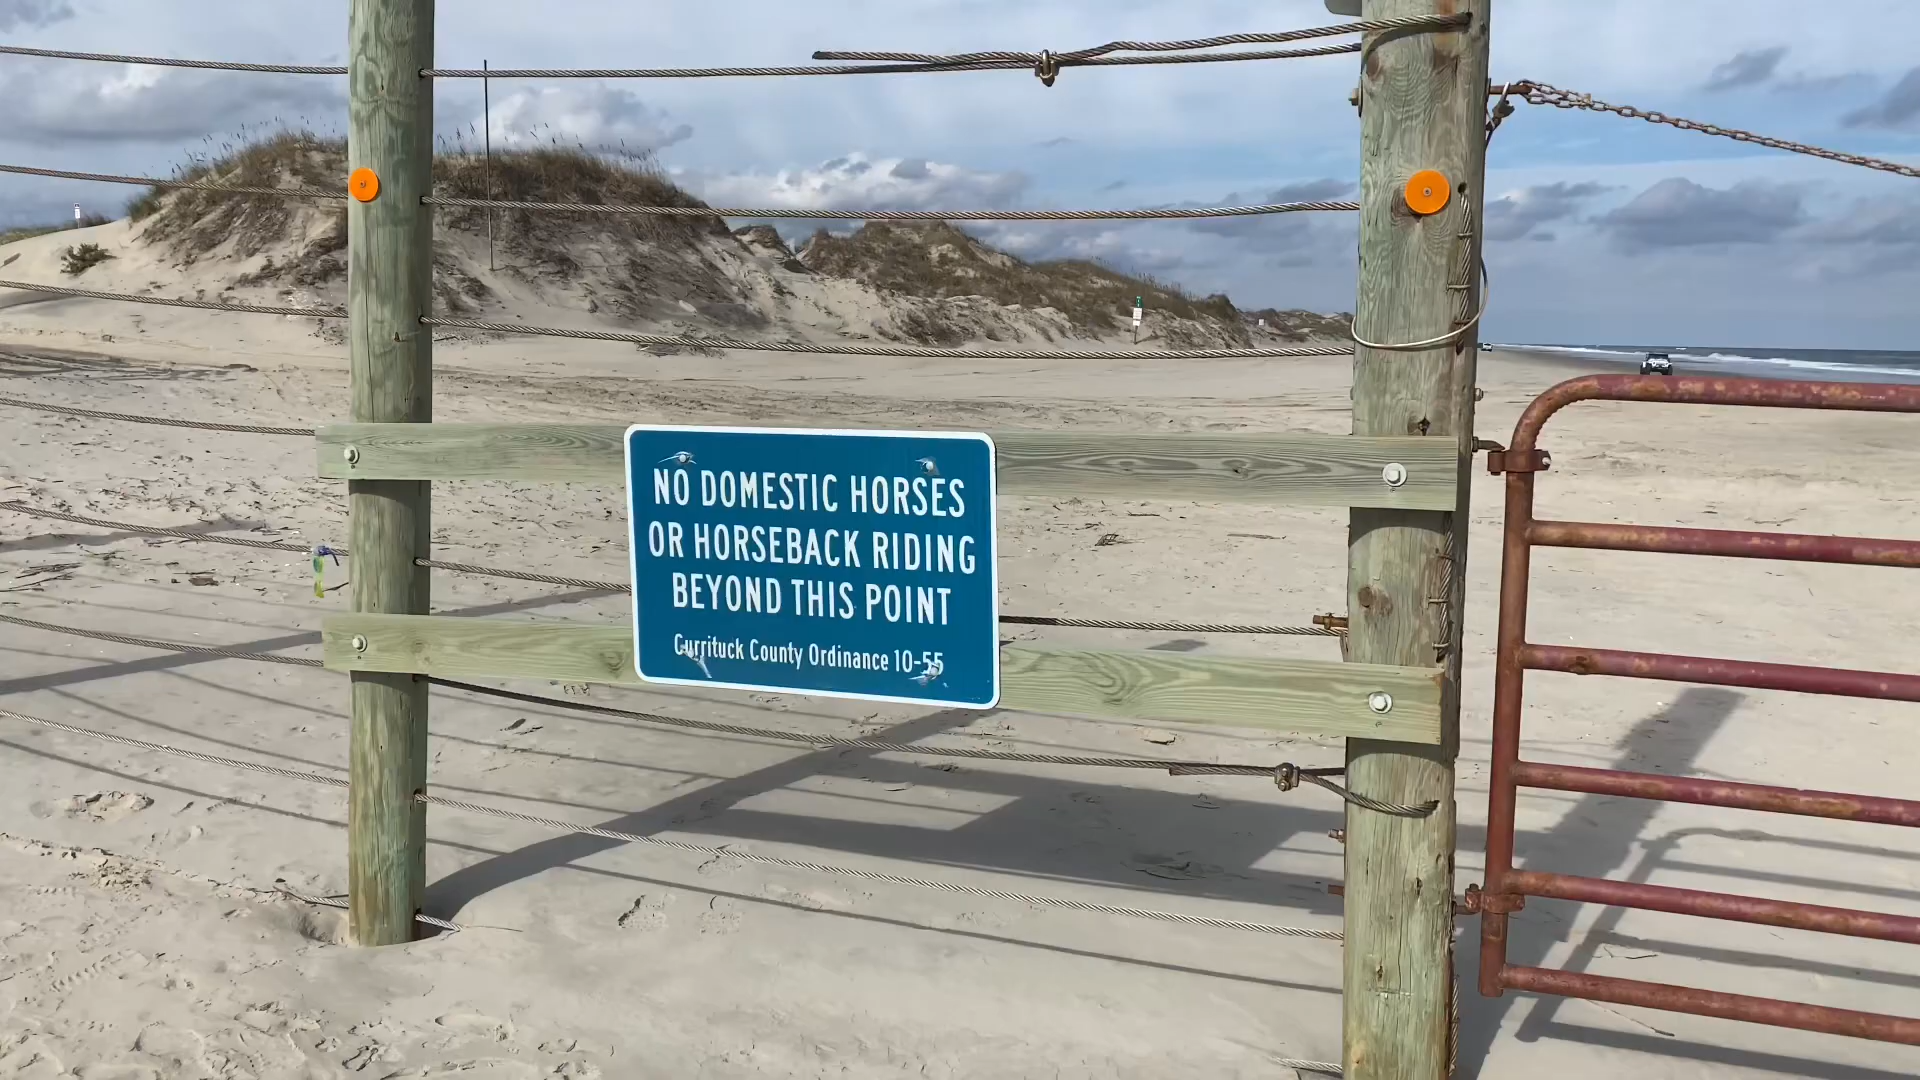 NO DOMESTIC HORSES
OR HORSEBACK RIDING
BEYOND THIS POINT
Currituck County Ordinance 10-55